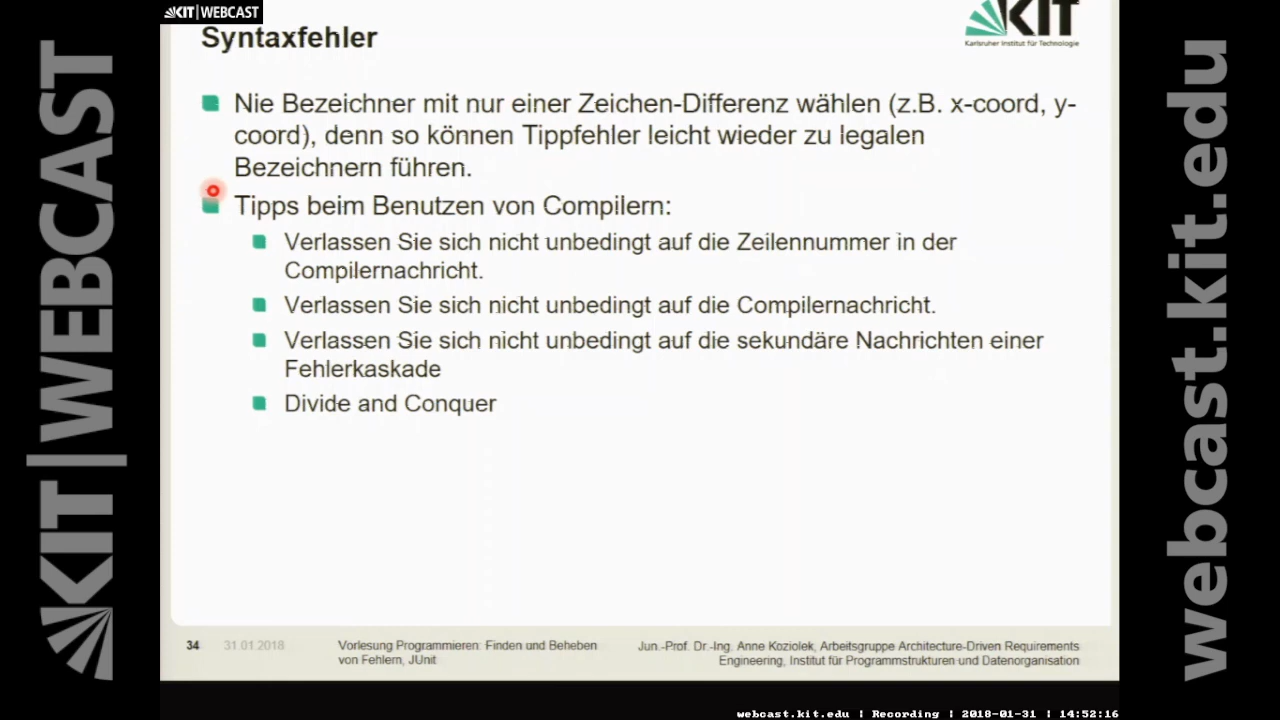 KIT|WEBCAST
Syntaxfehler
KIT
Karlsruher Institut für Technologie
Nie Bezeichner mit nur einer Zeichen-Differenz wählen (z.B. x-coord, y-
coord), denn so können Tippfehler leicht wieder zu legalen
Bezeichnern führen.
Tipps beim Benutzen von Compilern:
Verlassen Sie sich nicht unbedingt auf die Zeilennummer in der
Compilernachricht.
Verlassen Sie sich nicht unbedingt auf die Compilernachricht.
Verlassen Sie sich nicht unbedingt auf die sekundäre Nachrichten einer
Fehlerkaskade
Divide and Conquer
34
31.01.2018
Vorlesung Programmieren: Finden und Beheben
von Fehlern, JUnit
Jun.-Prof. Dr.-Ing. Anne Koziolek, Arbeitsgruppe Architecture-Driven Requirements
Engineering, Institut für Programmstrukturen und Datenorganisation
KIT|WEBCAST
webcast.kit.edu
webcast.kit.edu | Recording | 2018-01-31 | 14:52:16